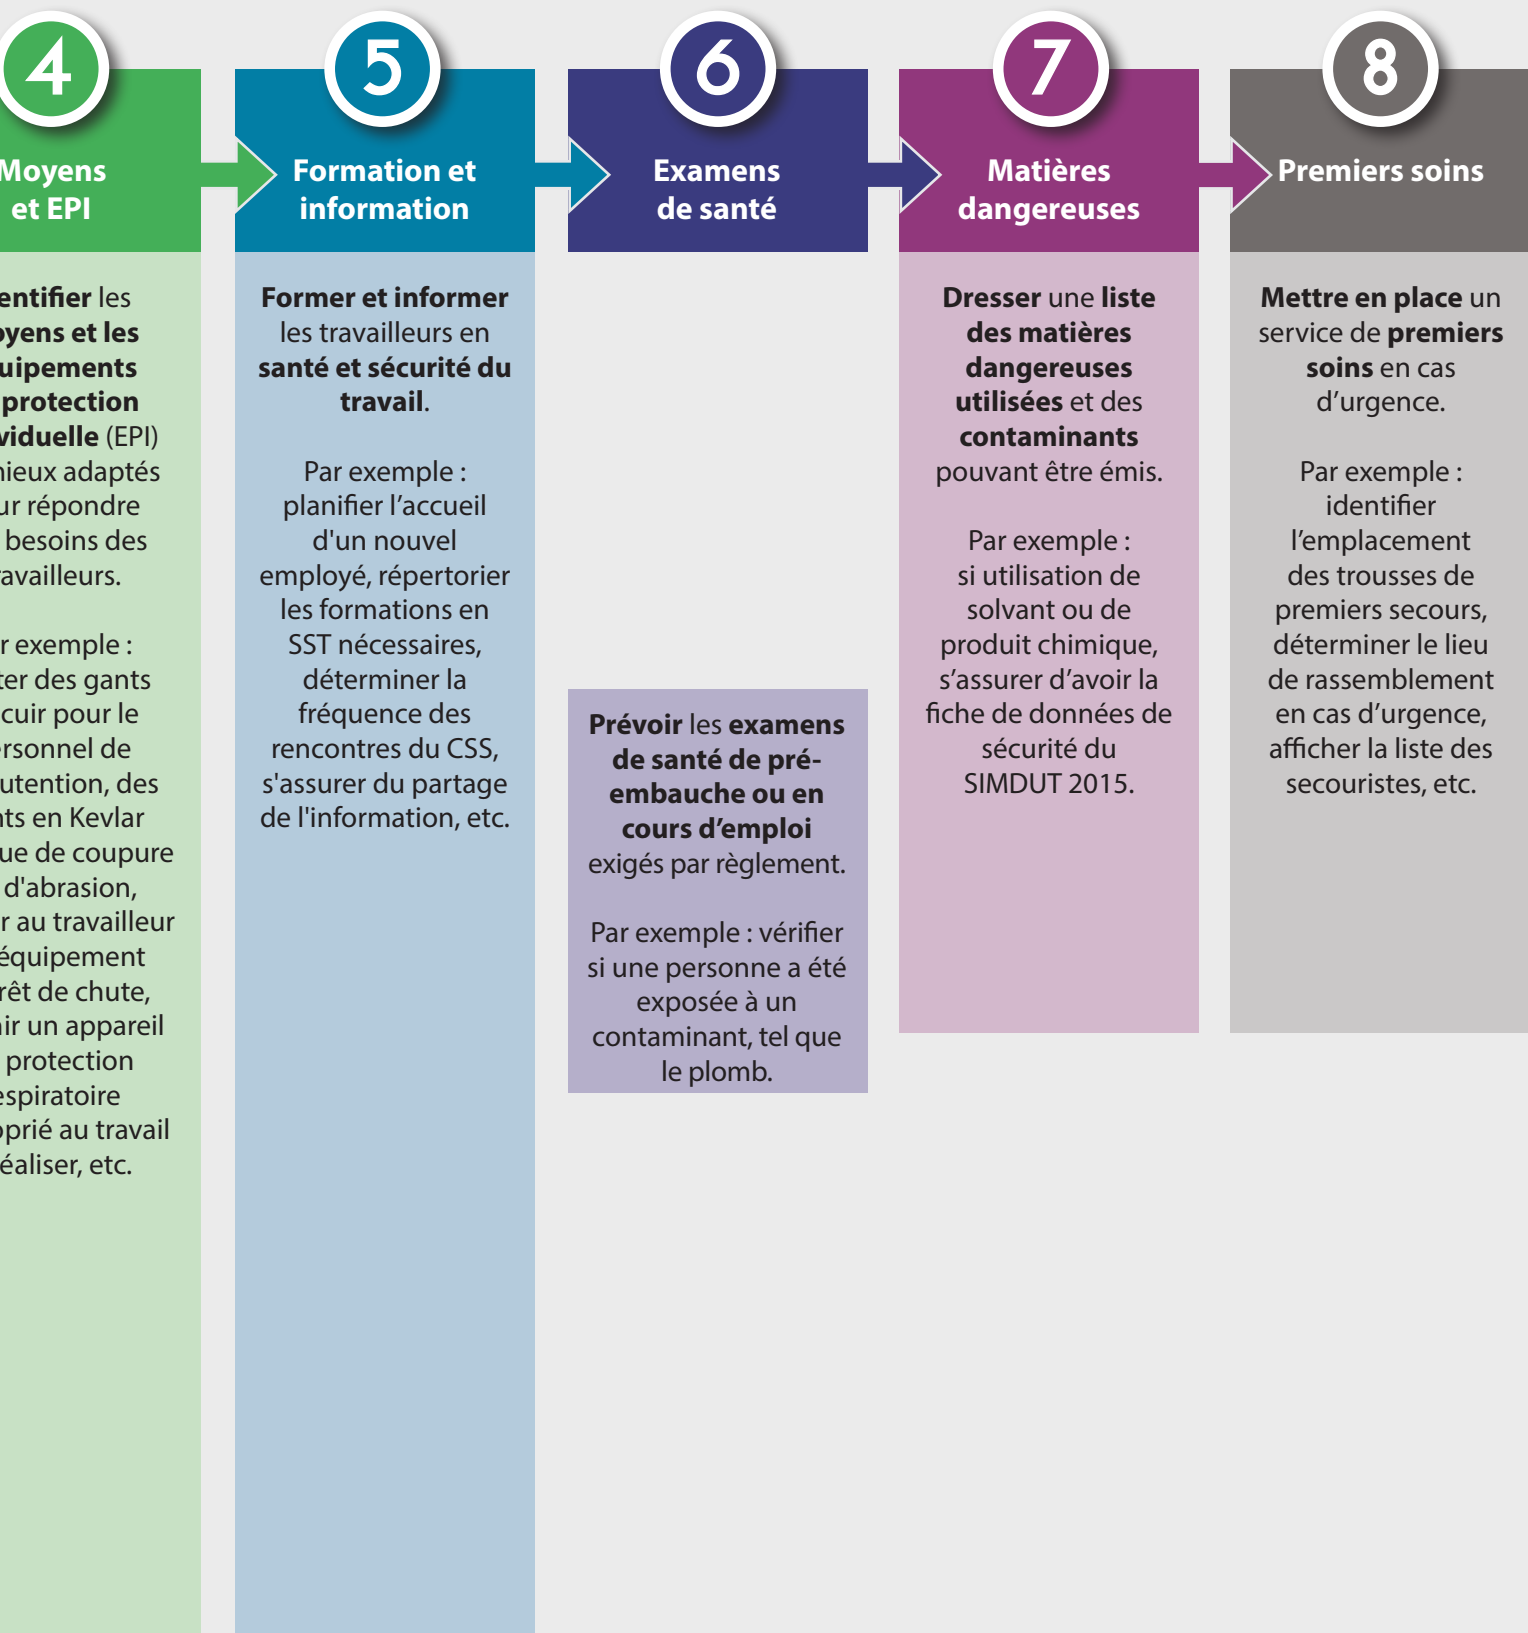 4
Moyens
et EPI
entifier les
oyens et les
uipements
protection
viduelle (EPI)
nieux adaptés
ur répondre
besoins des
availleurs.
r exemple :
ter des gants
cuir pour le
ersonnel de
utention, des
nts en Kevlar
ue de coupure
d'abrasion,
r au travailleur
équipement
rêt de chute,
ir un appareil
protection
espiratoire
oprié au travail
éaliser, etc.
5
Formation et
information
Former et informer
les travailleurs en
santé et sécurité du
travail.
Par exemple :
planifier l’accueil
d'un nouvel
employé, répertorier
les formations en
SST nécessaires,
déterminer la
fréquence des
rencontres du CSS,
s'assurer du partage
de l'information, etc.
6
Examens
de santé
Prévoir les examens
de santé de pré-
embauche ou en
cours d’emploi
exigés par règlement.
Par exemple : vérifier
si une personne a été
exposée à un
contaminant, tel que
le plomb.
7
Matières
dangereuses
Dresser une liste
des matières
dangereuses
utilisées et des
contaminants
pouvant être émis.
Par exemple :
si utilisation de
solvant ou de
produit chimique,
s’assurer d’avoir la
fiche de données de
sécurité du
SIMDUT 2015.
8
Premiers soins
Mettre en place un
service de premiers
soins en cas
d’urgence.
Par exemple :
identifier
l’emplacement
des trousses de
premiers secours,
déterminer le lieu
de rassemblement
en cas d’urgence,
afficher la liste des
secouristes, etc.